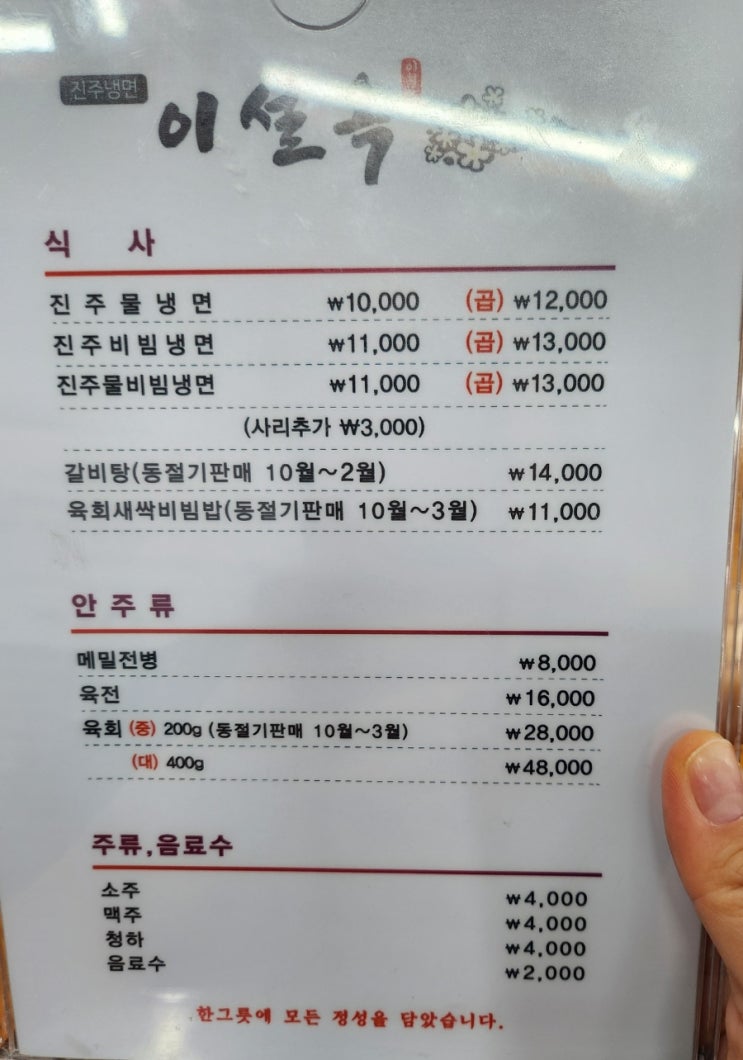 진주냉면
이설옥
식 사
진 주 물 냉 면 ₩10,000 (곱) ₩12,000
진 주 비 빔 냉 면 ₩11,000 (곱) ₩13,000
진주물비빔냉면 ₩11,000 (곱) ₩13,000
(사리추가 ₩3,000)
갈비탕(동절기판매 10월~2월) ₩14,000
육회새싹비빔밥(동절기판매 10월~3월) ₩11,000
안 주 류
메밀전병 ₩8,000
육전 ₩16,000
육회 (중) 200g (동절기판매 10월~3월) ₩28,000
(대) 400g ₩48,000
주류,음료수
소주 ₩4,000
맥주 ₩4,000
청하 ₩4,000
음료수 ₩2,000
한그릇에 모든 정성을 담았습니다.